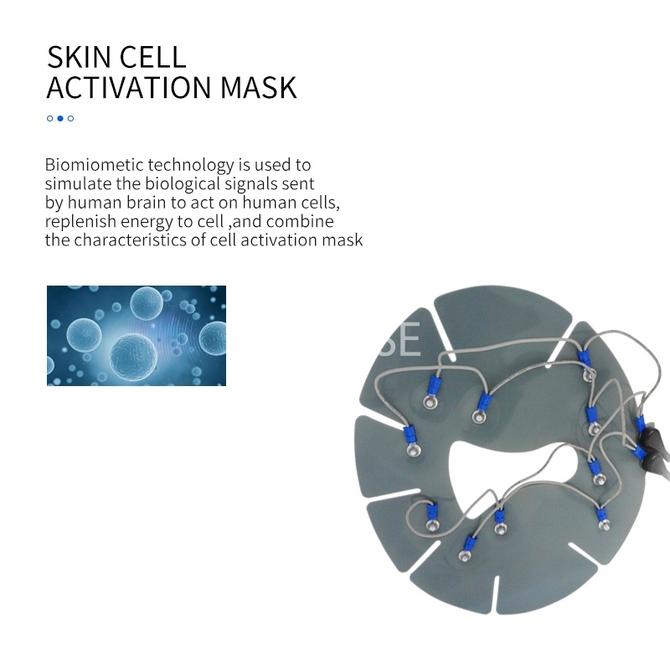 SKIN CELL
ACTIVATION MASK
Biomiometic technology is used to
simulate the biological signals sent
by human brain to act on human cells,
replenish energy to cell ,and combine
the characteristics of cell activation mask
SE